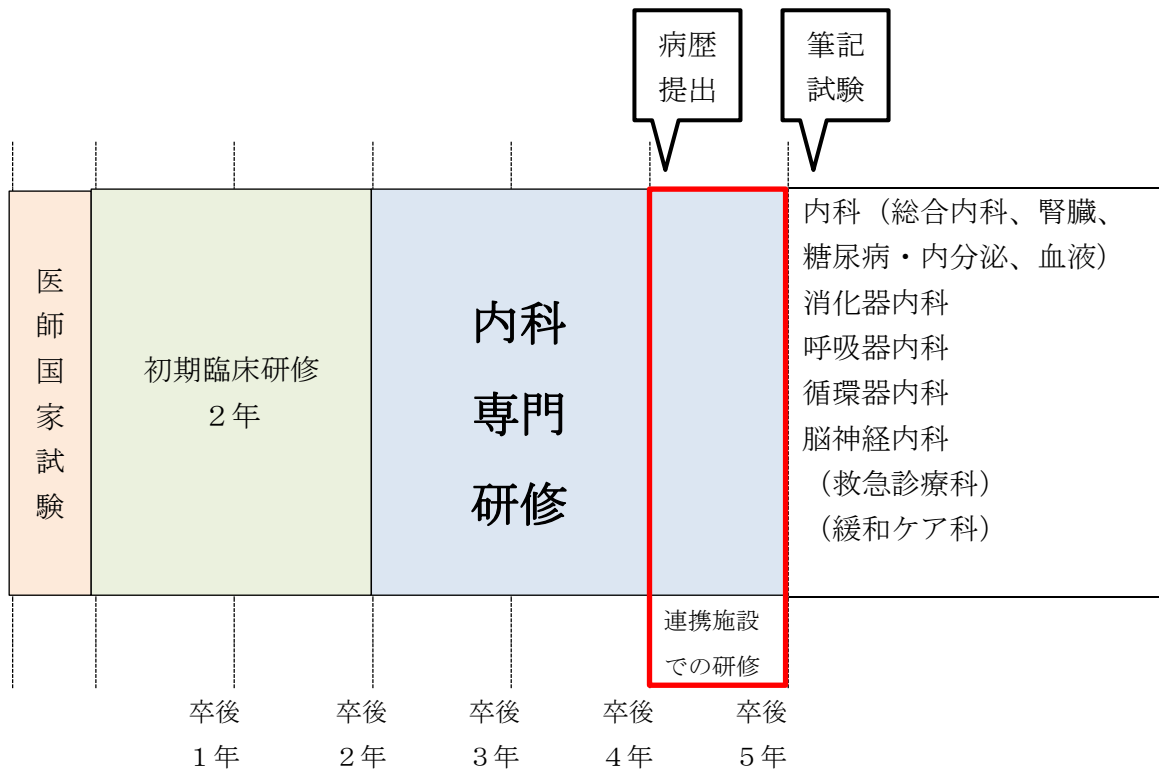 病歴
提出
筆記
試験
医
師
国
家
試
験
初期臨床研修
２年
内科
専門
研修
内科（総合内科、腎臓、
糖尿病・内分泌、血液）
消化器内科
呼吸器内科
循環器内科
脳神経内科
（救急診療科）
（緩和ケア科）
連携施設
での研修
卒後
１年
卒後
２年
卒後
３年
卒後
４年
卒後
５年